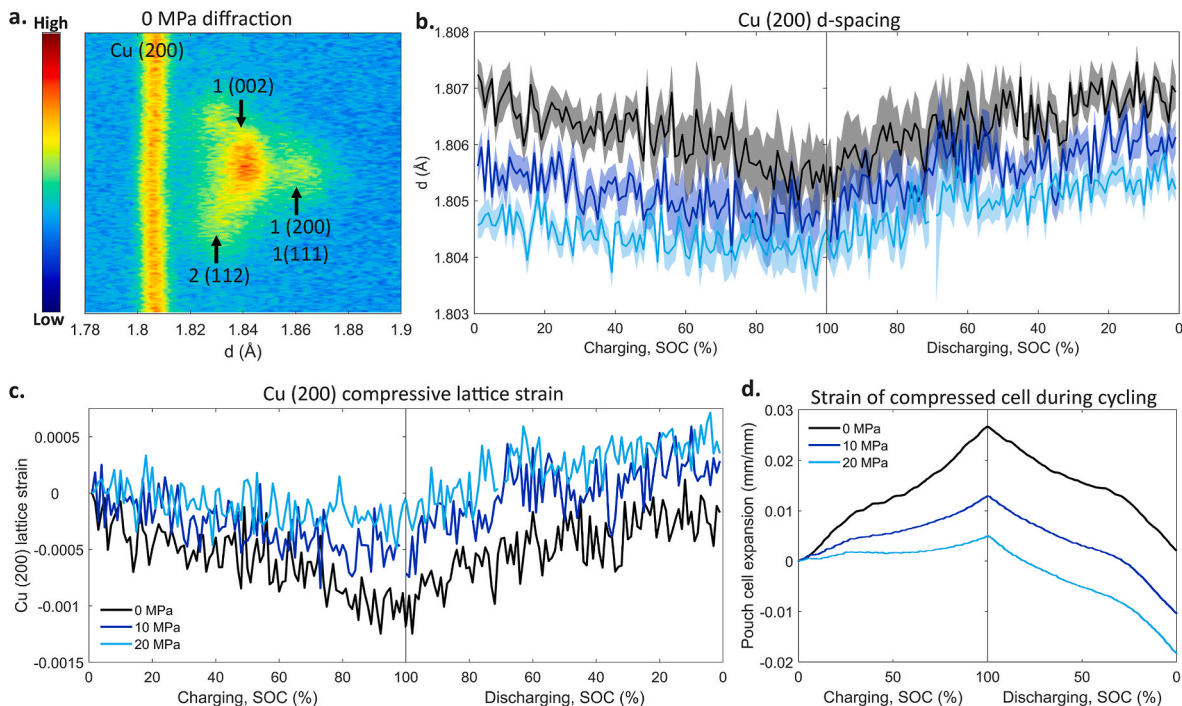 a.
0 MPa diffraction
High
Low
Cu (200)
1 (002)
1 (200)
1(111)
2 (112)
1.78 1.8 1.82 1.84 1.86 1.88 1.9
d (Å)
b.
Cu (200) d-spacing
1.808
1.807
1.806
1.805
1.804
1.803
d (Å)
0 20 40 60 80 100 80 60 40 20 0
Charging, SOC (%) Discharging, SOC (%)
c.
Cu (200) compressive lattice strain
0.0005
0
-0.0005
-0.001
-0.0015
Cu (200) lattice strain
0 MPa
10 MPa
20 MPa
0 20 40 60 80 100 80 60 40 20 0
Charging, SOC (%) Discharging, SOC (%)
d.
Strain of compressed cell during cycling
0.03
0.02
0.01
0
-0.01
-0.02
Pouch cell expansion (mm/mm)
0 MPa
10 MPa
20 MPa
0 50 100 50 0
Charging, SOC (%) Discharging, SOC (%)